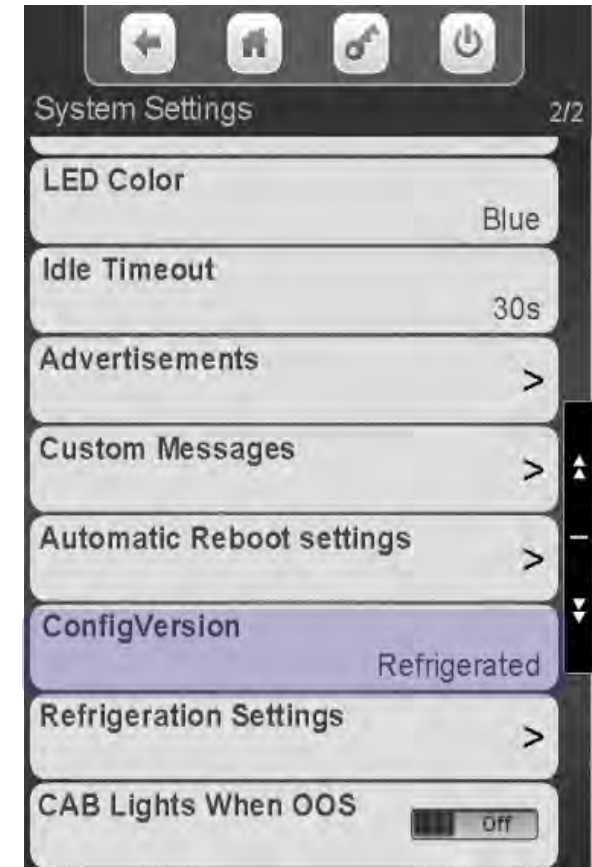 System Settings 2/2
LED Color
Blue
Idle Timeout
30s
Advertisements
>
Custom Messages
>
Automatic Reboot settings
>
ConfigVersion
Refrigerated
Refrigeration Settings
>
CAB Lights When OOS
Off